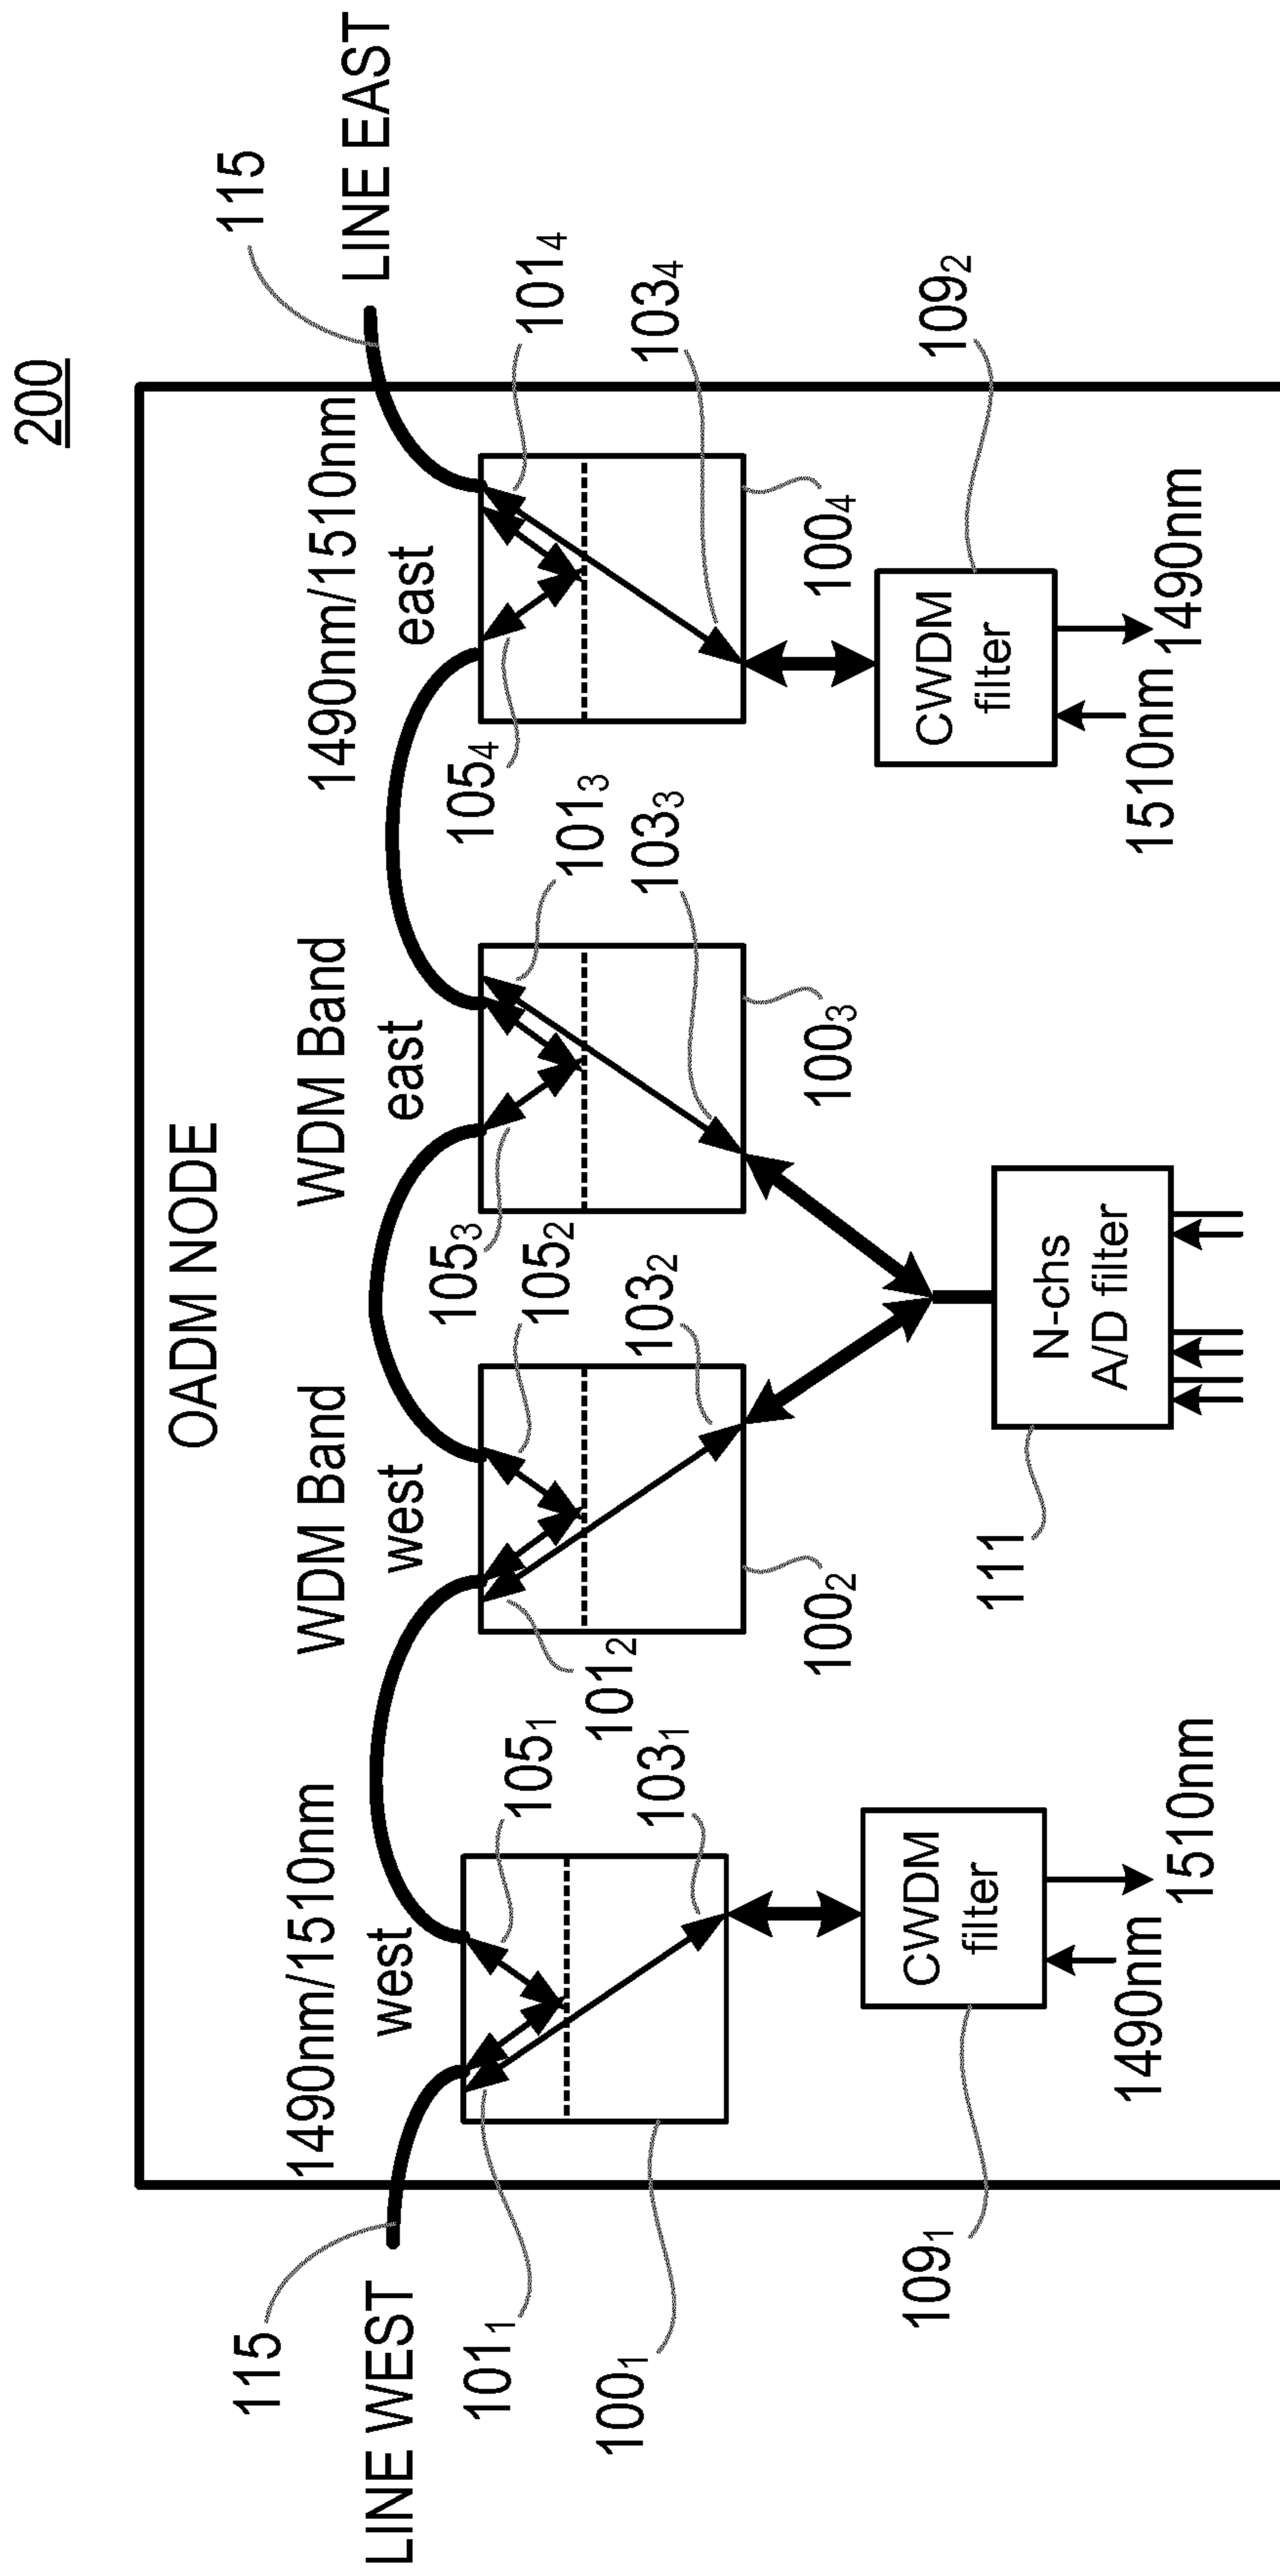 200
OADM NODE
LINE WEST
115
LINE EAST
115
1490nm/1510nm
west
WDM Band
west
WDM Band
east
1490nm/1510nm
east
101₁
105₁
103₁
100₁
101₂
105₂
103₂
100₂
105₃
101₃
103₃
100₃
105₄
101₄
103₄
100₄
CWDM
filter
109₁
1490nm
1510nm
N-chs
A/D filter
111
CWDM
filter
109₂
1510nm
1490nm